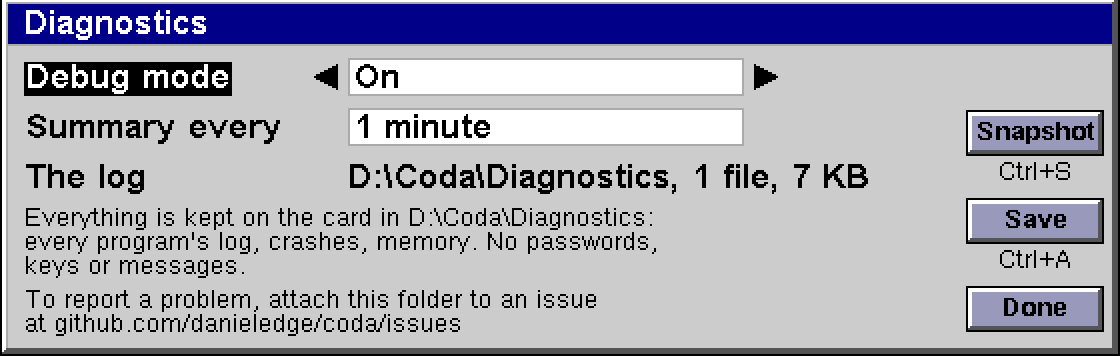 Diagnostics
Debug mode On
Summary every 1 minute
The log D:\Coda\Diagnostics, 1 file, 7 KB
Everything is kept on the card in D:\Coda\Diagnostics:
every program's log, crashes, memory. No passwords,
keys or messages.
To report a problem, attach this folder to an issue
at github.com/danieledge/coda/issues
Snapshot
Ctrl+S
Save
Ctrl+A
Done